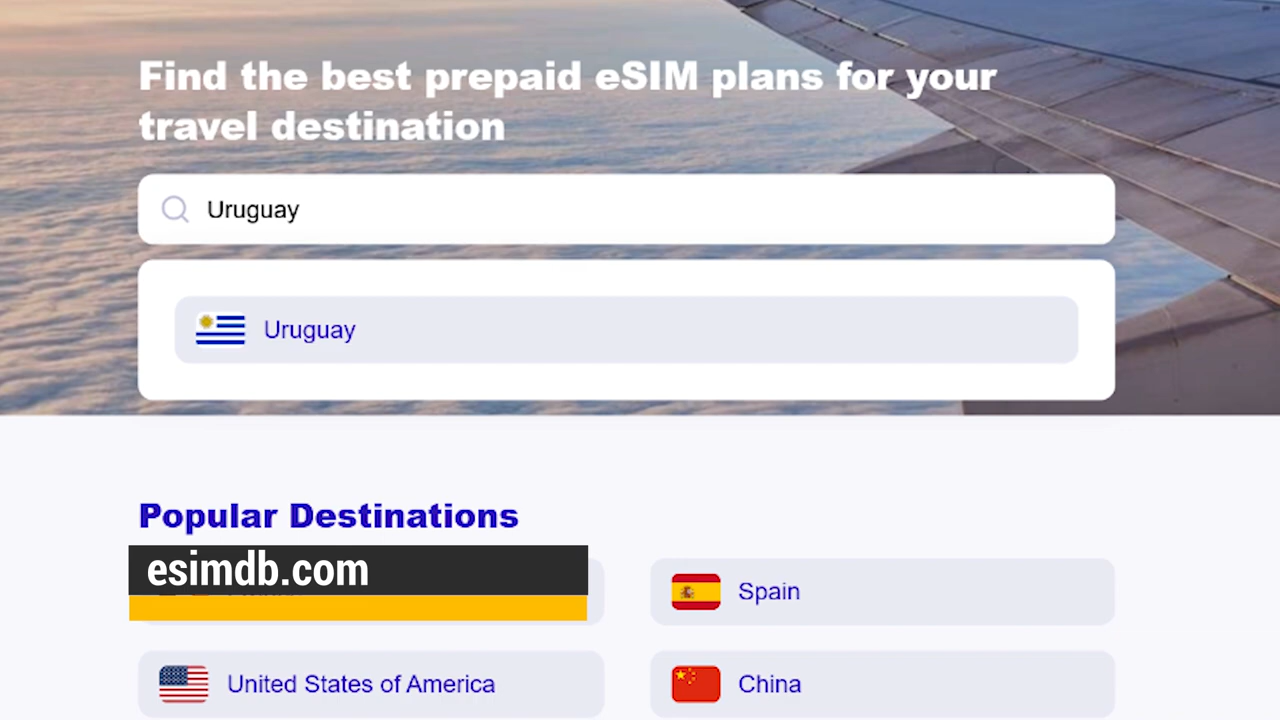 Find the best prepaid eSIM plans for your
travel destination
Uruguay
Uruguay
Popular Destinations
esimdb.com
Spain
United States of America
China